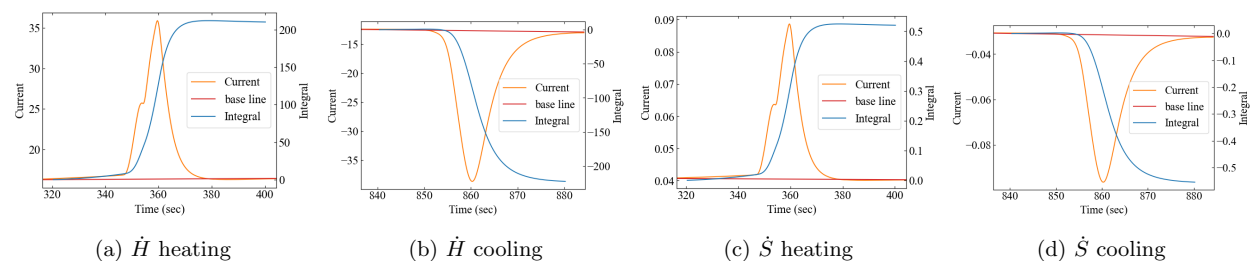 35
30
25
20
Current
320 340 360 380 400
Time (sec)
200
150
100
50
0
Integral
Current
base line
Integral
(a) Ḣ heating
−15
−20
−25
−30
−35
Current
840 850 860 870 880
Time (sec)
0
−50
−100
−150
−200
Integral
Current
base line
Integral
(b) Ḣ cooling
0.09
0.08
0.07
0.06
0.05
0.04
Current
320 340 360 380 400
Time (sec)
0.5
0.4
0.3
0.2
0.1
0.0
Integral
Current
base line
Integral
(c) Ṡ heating
−0.04
−0.06
−0.08
Current
840 850 860 870 880
Time (sec)
0.0
−0.1
−0.2
−0.3
−0.4
−0.5
Integral
Current
base line
Integral
(d) Ṡ cooling